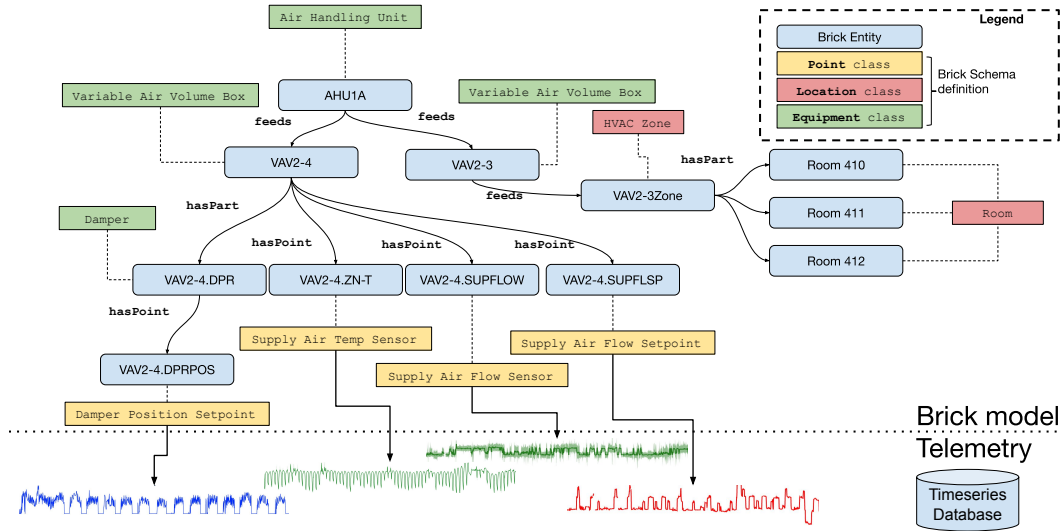 Air Handling Unit
Legend
Brick Entity
Point class
Location class
Equipment class
Brick Schema
definition
Variable Air Volume Box
AHU1A
Variable Air Volume Box
feeds
feeds
HVAC Zone
VAV2-4
VAV2-3
hasPart
Room 410
feeds
VAV2-3Zone
Room 411
Room
Room 412
hasPart
Damper
hasPoint
hasPoint
hasPoint
VAV2-4.DPR
VAV2-4.ZN-T
VAV2-4.SUPFLOW
VAV2-4.SUPFLSP
hasPoint
Supply Air Temp Sensor
Supply Air Flow Setpoint
VAV2-4.DPRPOS
Supply Air Flow Sensor
Damper Position Setpoint
Brick model
Telemetry
Timeseries
Database